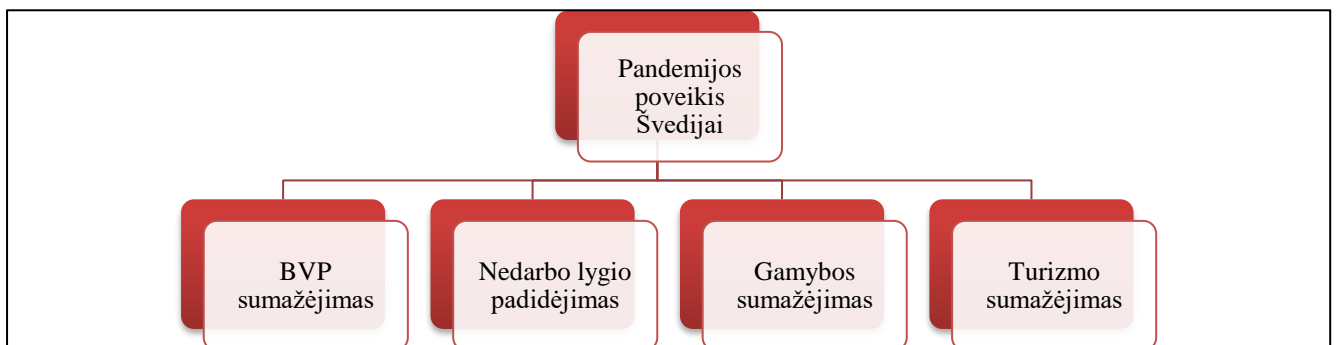 Pandemijos
poveikis
Švedijai
BVP
sumažėjimas
Nedarbo lygio
padidėjimas
Gamybos
sumažėjimas
Turizmo
sumažėjimas